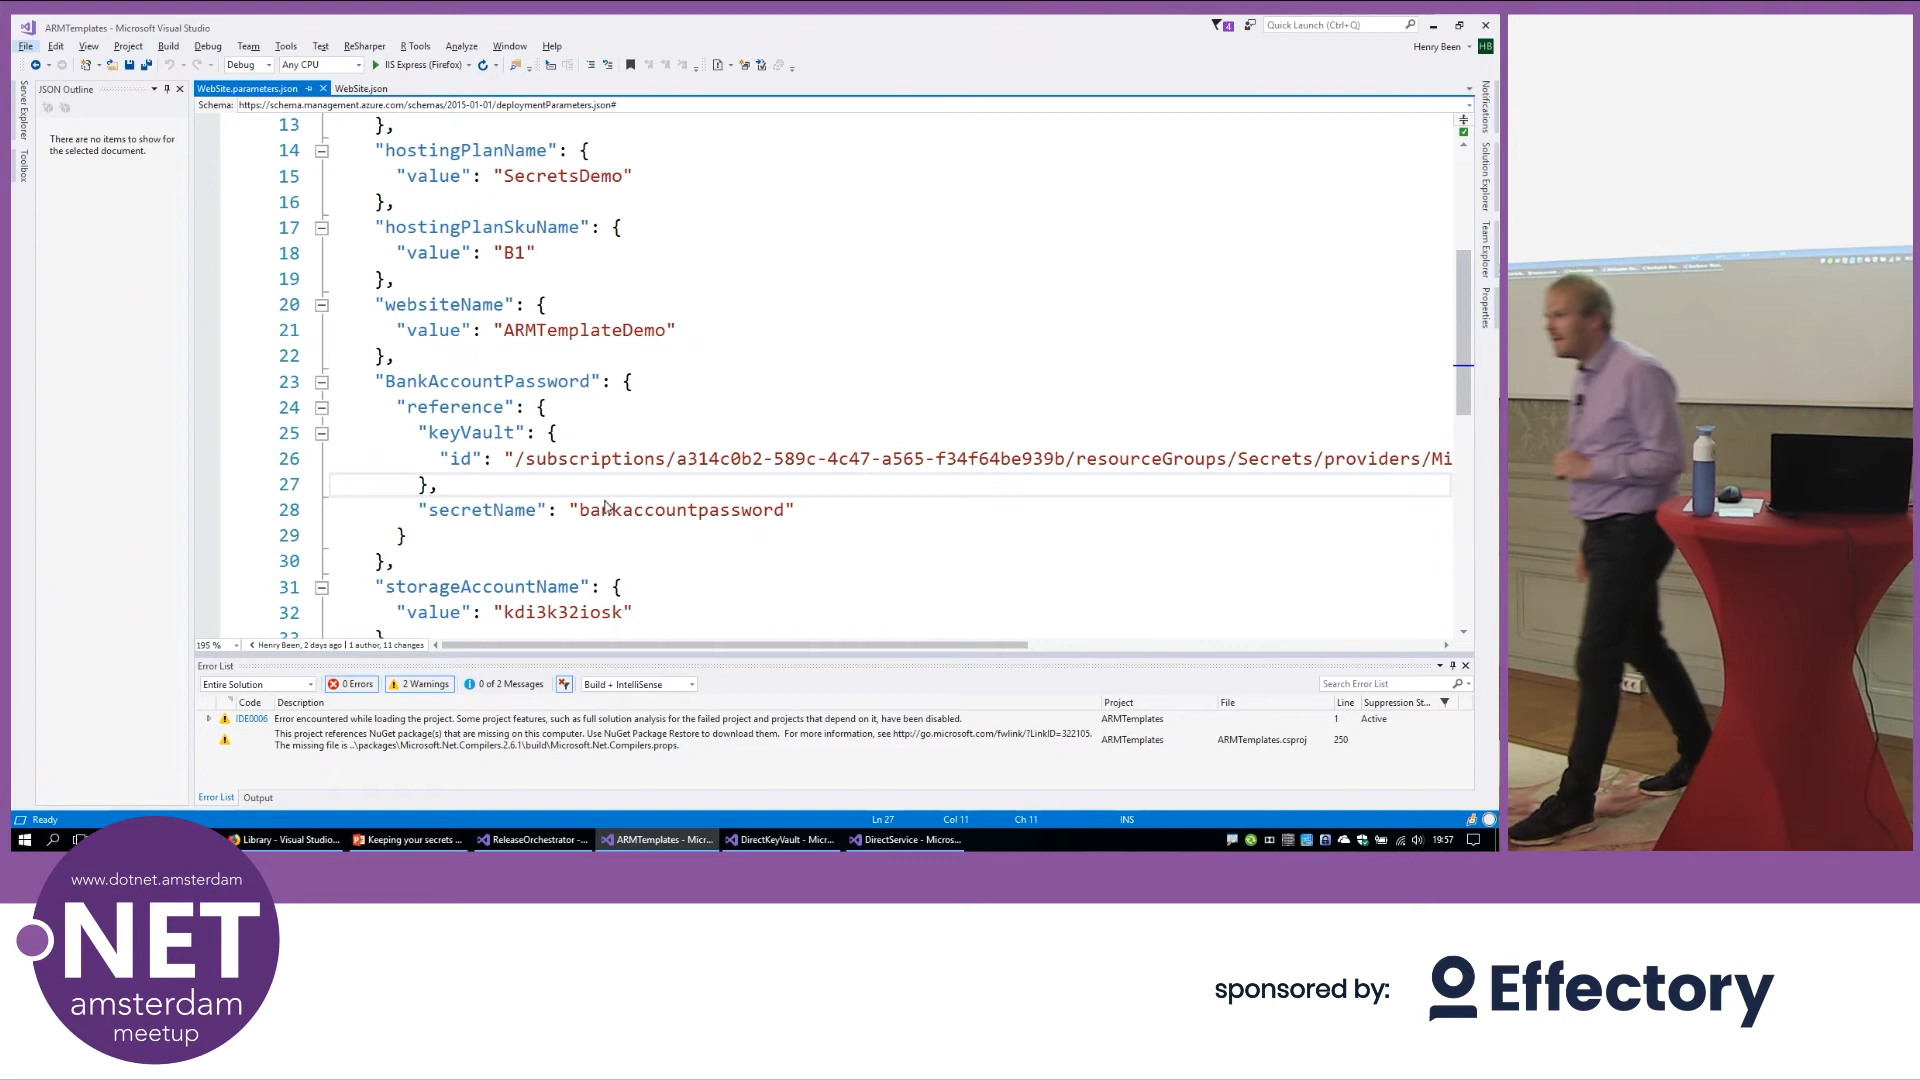 ARMTemplates - Microsoft Visual Studio
4
Quick Launch (Ctrl+Q)
File Edit View Project Build Debug Team Tools Test ReSharper R Tools Analyze Window Help
Henry Been HB
Debug Any CPU IIS Express (Firefox)
Server Explorer
Toolbox
JSON Outline
There are no items to show for
the selected document.
WebSite.parameters.json WebSite.json
Schema: https://schema.management.azure.com/schemas/2015-01-01/deploymentParameters.json#
13 },
14 "hostingPlanName": {
15 "value": "SecretsDemo"
16 },
17 "hostingPlanSkuName": {
18 "value": "B1"
19 },
20 "websiteName": {
21 "value": "ARMTemplateDemo"
22 },
23 "BankAccountPassword": {
24 "reference": {
25 "keyVault": {
26 "id": "/subscriptions/a314c0b2-589c-4c47-a565-f34f64be939b/resourceGroups/Secrets/providers/Mi
27 },
28 "secretName": "bankaccountpassword"
29 }
30 },
31 "storageAccountName": {
32 "value": "kdi3k32iosk"
33 }
Notifications
Solution Explorer
Team Explorer
Properties
195 % Henry Been, 2 days ago | 1 author, 11 changes
Error List
Entire Solution 0 Errors 2 Warnings 0 of 2 Messages Build + IntelliSense Search Error List
Code Description Project File Line Suppression St...
IDE0006 Error encountered while loading the project. Some project features, such as full solution analysis for the failed project and projects that depend on it, have been disabled. ARMTemplates 1 Active
This project references NuGet package(s) that are missing on this computer. Use NuGet Package Restore to download them.  For more information, see http://go.microsoft.com/fwlink/?LinkID=322105.
The missing file is ..\packages\Microsoft.Net.Compilers.2.6.1\build\Microsoft.Net.Compilers.props. ARMTemplates ARMTemplates.csproj 250
Error List Output
Ready Ln 27 Col 11 Ch 11 INS
Library - Visual Studio... Keeping your secrets ... ReleaseOrchestrator -... ARMTemplates - Micr... DirectKeyVault - Micr... DirectService - Micros... 19:57
www.dotnet.amsterdam
.NET
amsterdam
meetup
sponsored by: Effectory